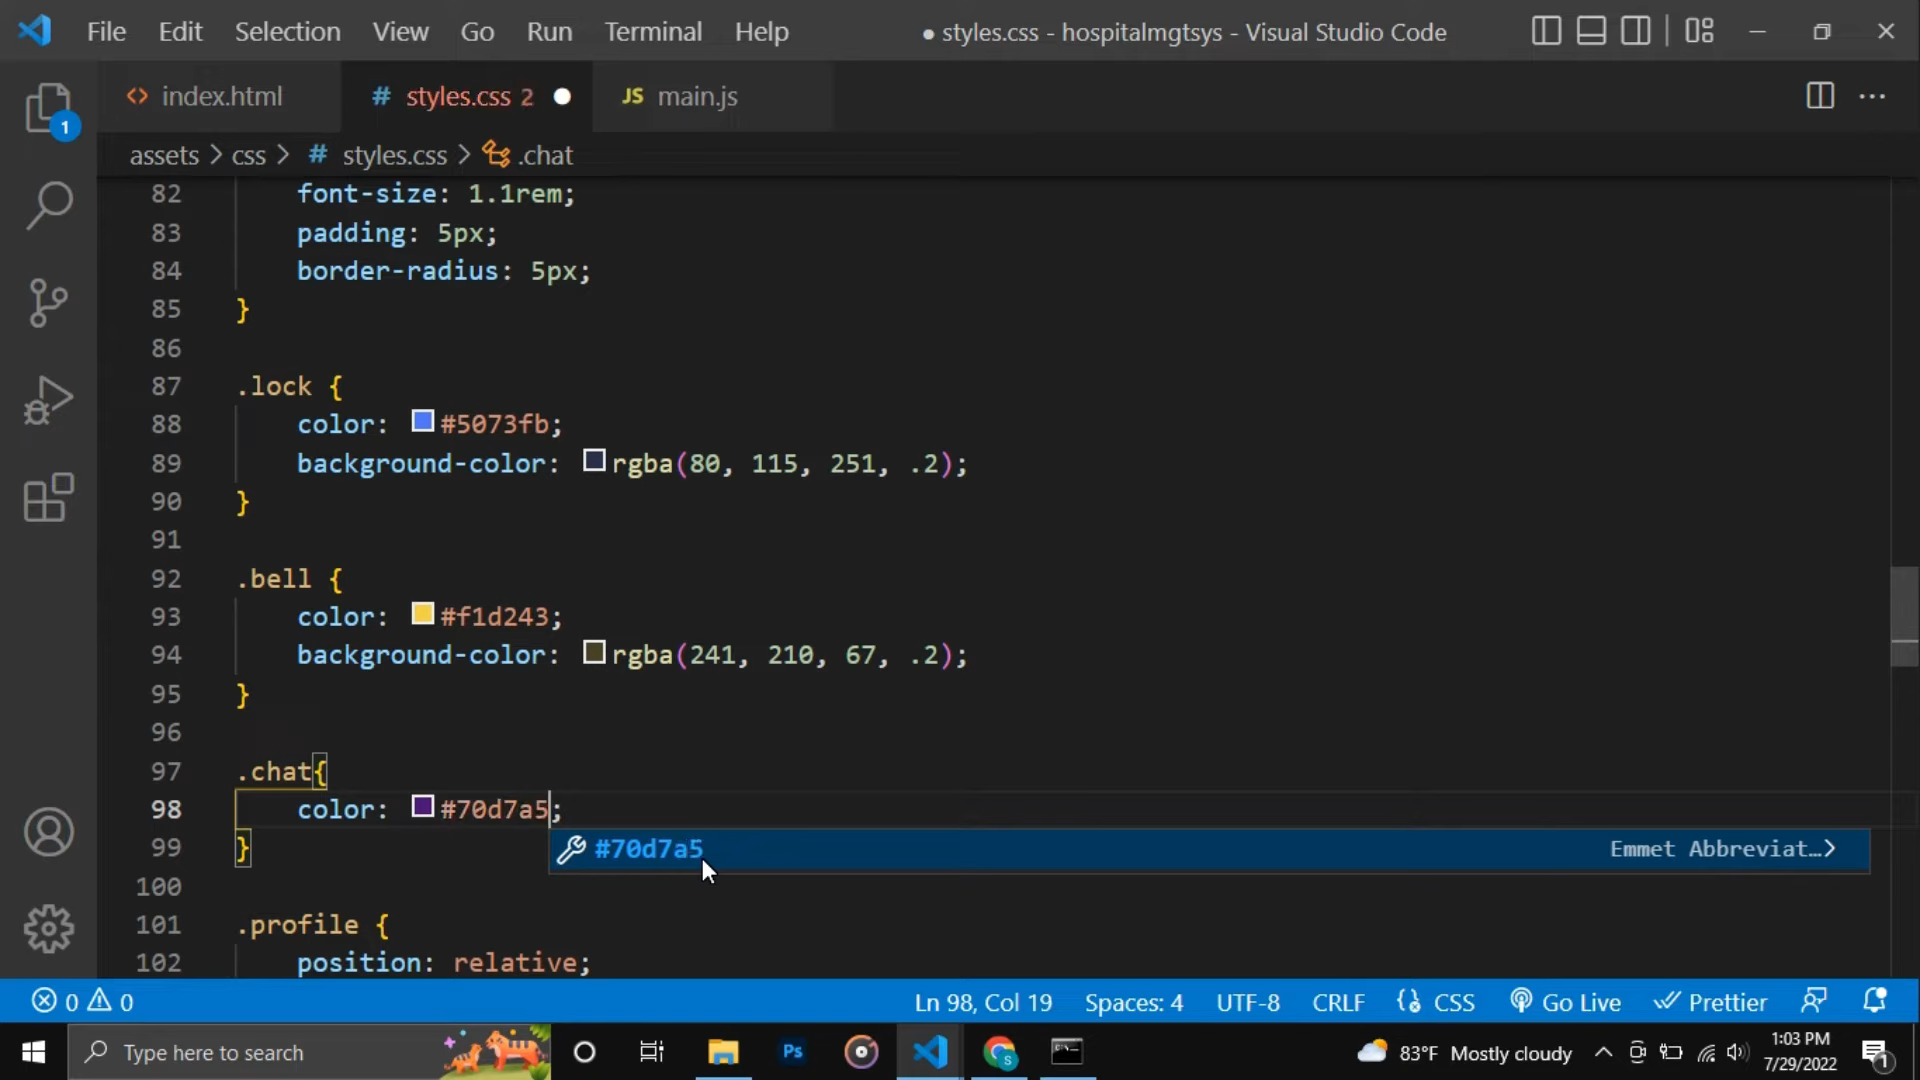 File Edit Selection View Go Run Terminal Help ● styles.css - hospitalmgtsys - Visual Studio Code
<> index.html # styles.css 2 ● JS main.js ...
1
assets > css > # styles.css > .chat
82 font-size: 1.1rem;
83 padding: 5px;
84 border-radius: 5px;
85 }
86
87 .lock {
88 color: #5073fb;
89 background-color: rgba(80, 115, 251, .2);
90 }
91
92 .bell {
93 color: #f1d243;
94 background-color: rgba(241, 210, 67, .2);
95 }
96
97 .chat{
98 color: #70d7a5;
99 }
#70d7a5 Emmet Abbreviat...>
100
101 .profile {
102 position: relative;
0 0 Ln 98, Col 19 Spaces: 4 UTF-8 CRLF {} CSS Go Live Prettier
Type here to search Ps S 83°F Mostly cloudy 1:03 PM
7/29/2022 1